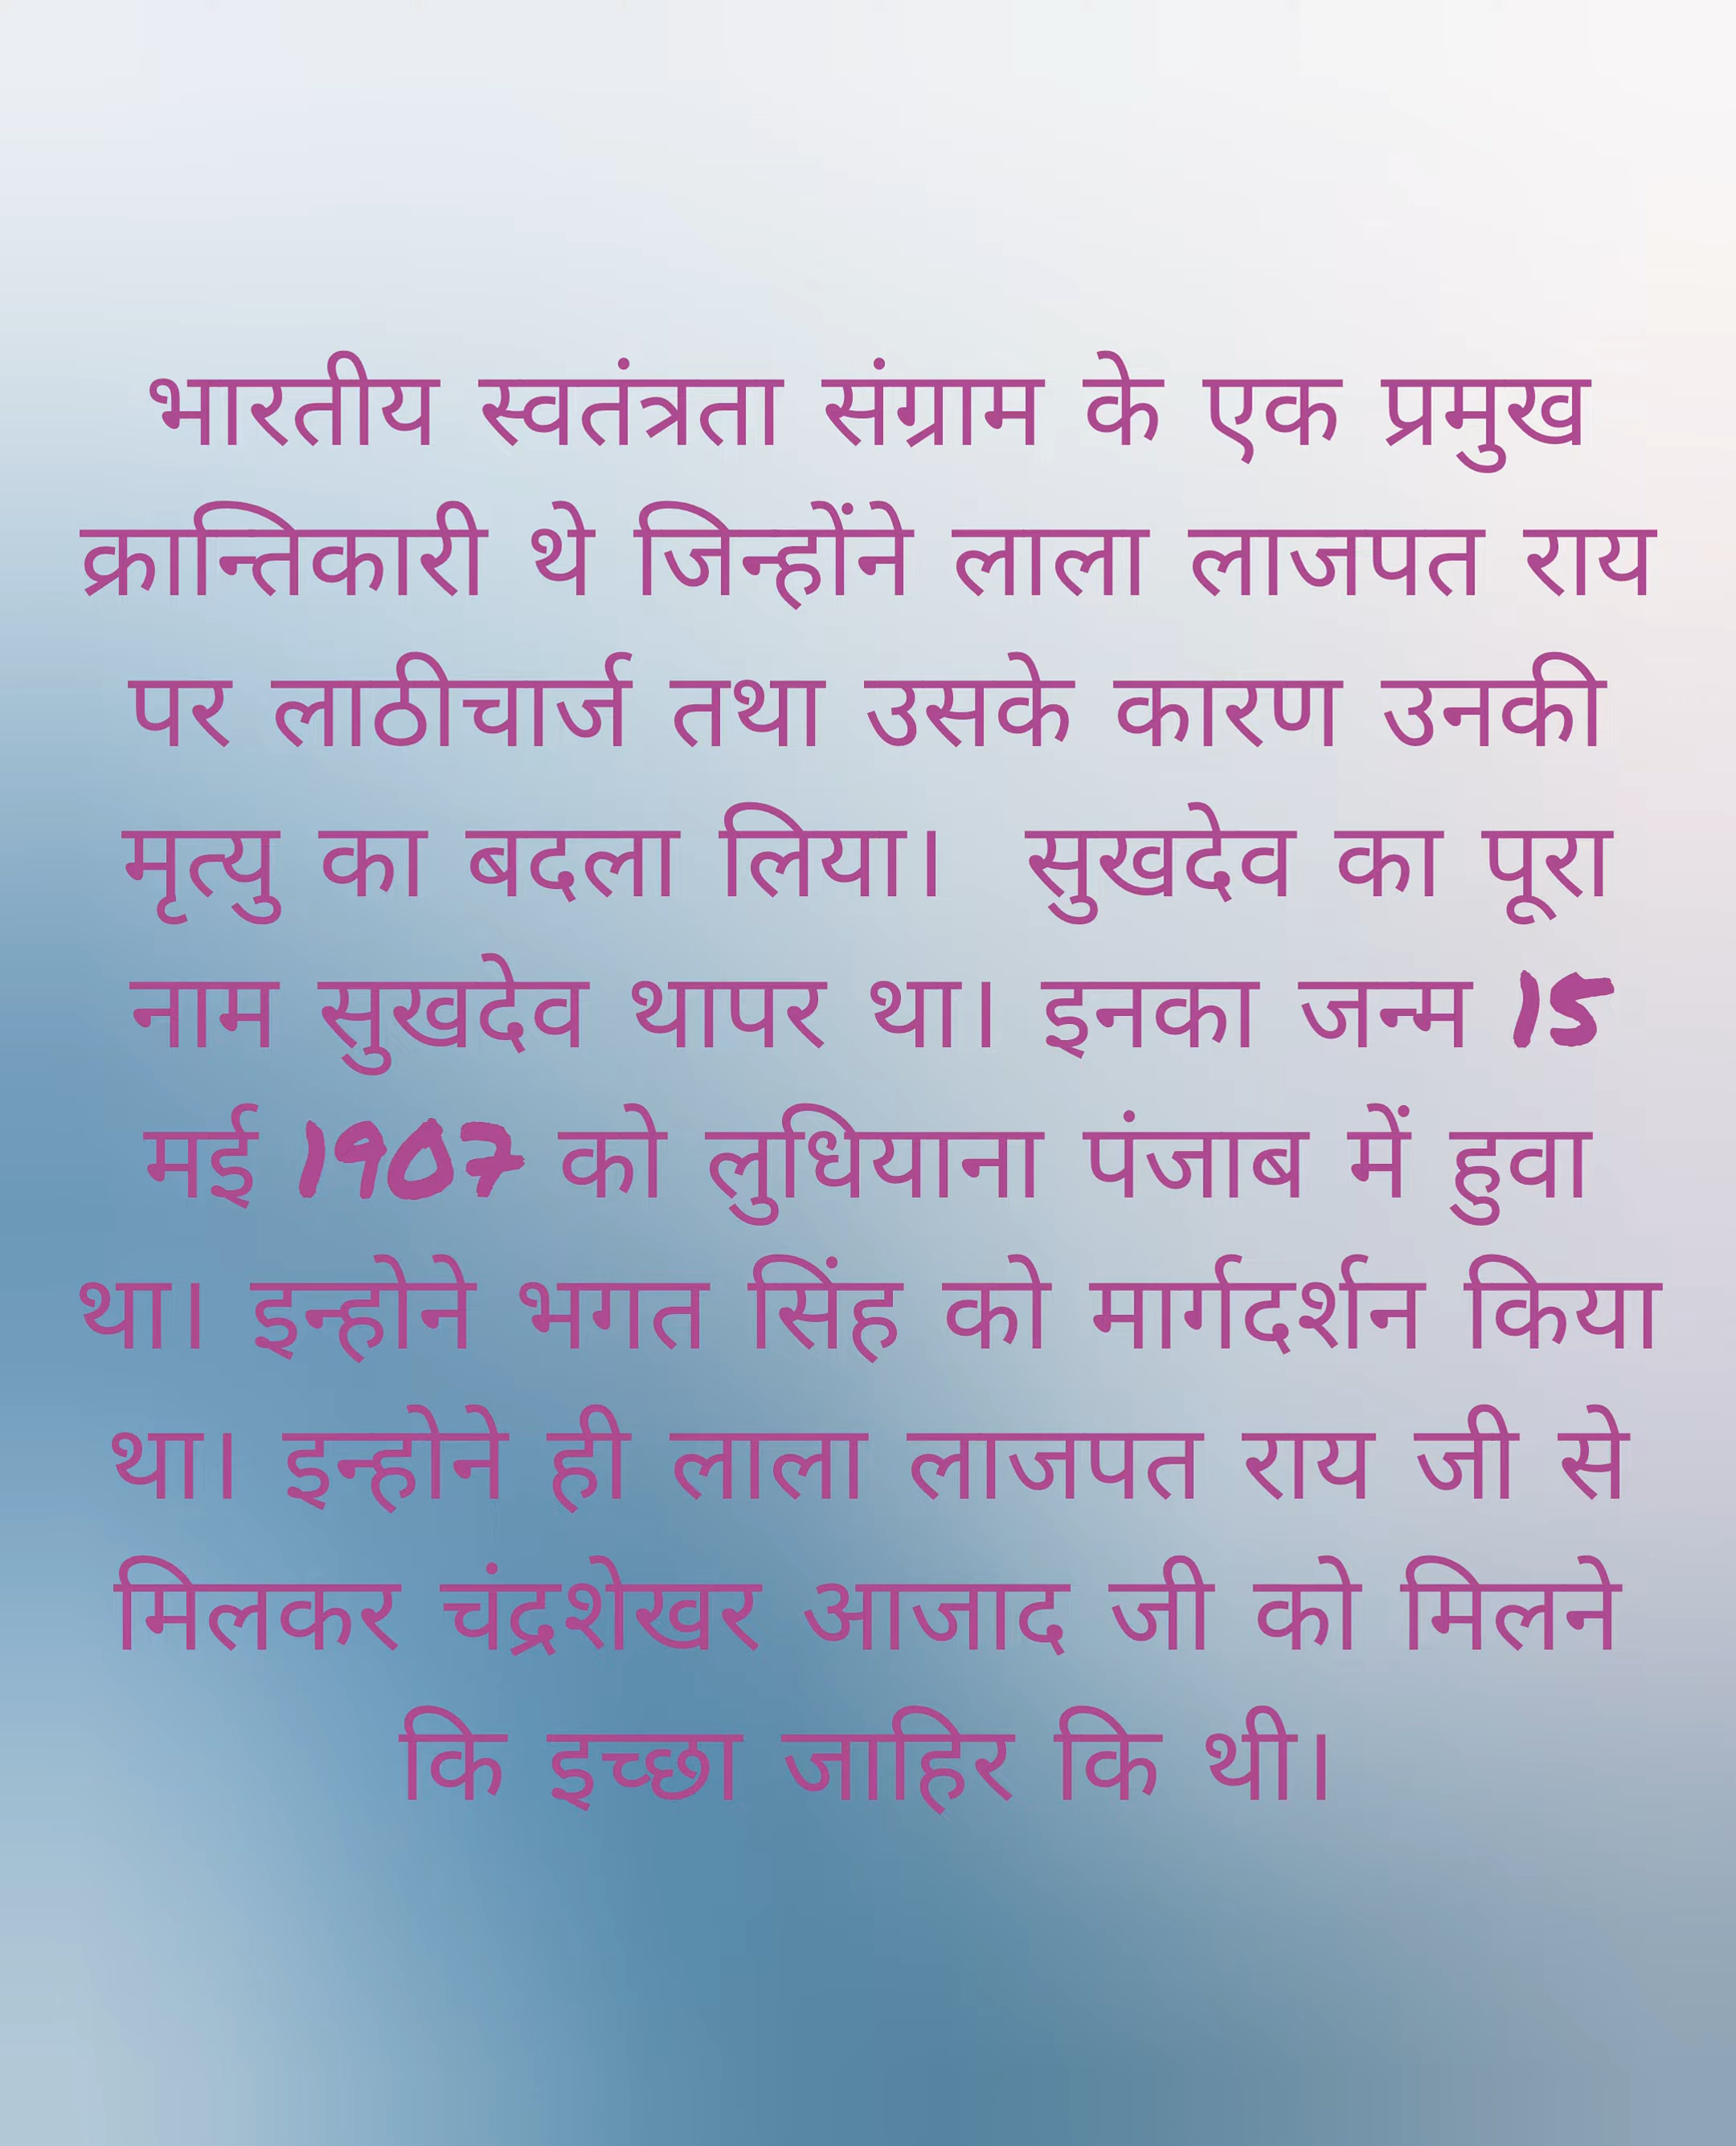 भारतीय स्वतंत्रता संग्राम के एक प्रमुख
क्रान्तिकारी थे जिन्होंने लाला लाजपत राय
पर लाठीचार्ज तथा उसके कारण उनकी
मृत्यु का बदला लिया। सुखदेव का पूरा
नाम सुखदेव थापर था। इनका जन्म 15
मई 1907 को लुधियाना पंजाब में हुवा
था। इन्होने भगत सिंह को मार्गदर्शन किया
था। इन्होने ही लाला लाजपत राय जी से
मिलकर चंद्रशेखर आजाद जी को मिलने
कि इच्छा जाहिर कि थी।